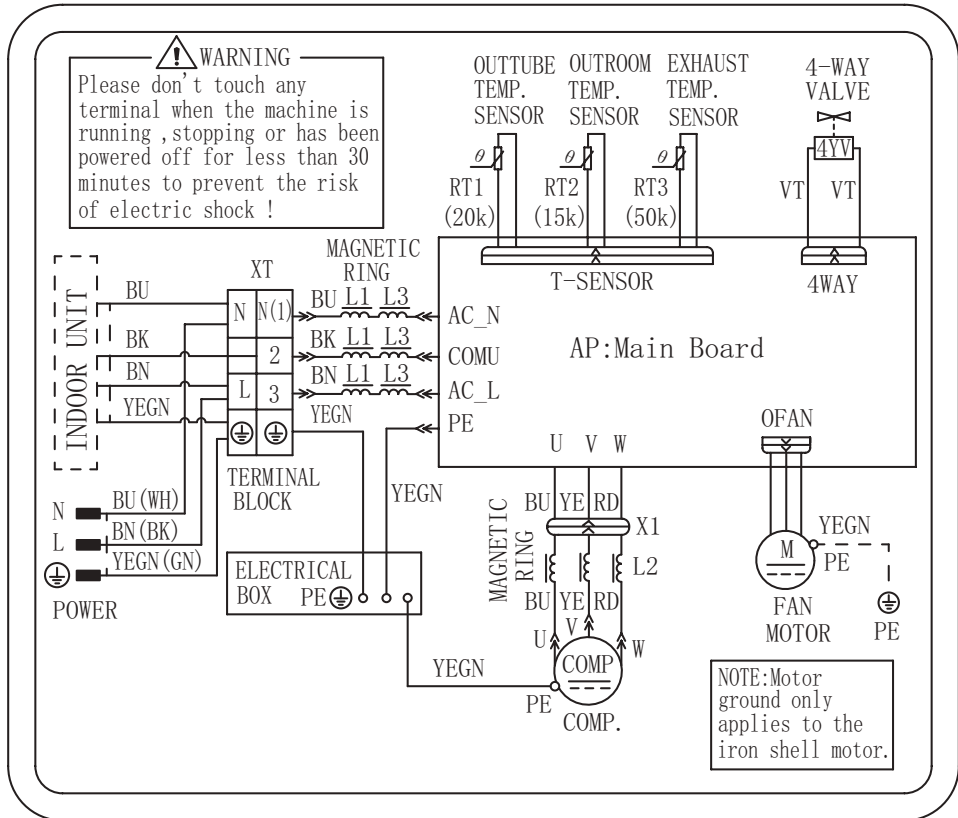 WARNING
Please don't touch any
terminal when the machine is
running ,stopping or has been
powered off for less than 30
minutes to prevent the risk
of electric shock !
OUTTUBE
TEMP.
SENSOR
OUTROOM
TEMP.
SENSOR
EXHAUST
TEMP.
SENSOR
4-WAY
VALVE
4YV
θ
θ
θ
RT1
(20k)
RT2
(15k)
RT3
(50k)
VT
VT
T-SENSOR
4WAY
MAGNETIC
RING
XT
INDOOR UNIT
BU
BK
BN
YEGN
N
N(1)
2
L
3
BU L1 L3
BK L1 L3
BN L1 L3
YEGN
AC_N
COMU
AC_L
PE
AP:Main Board
OFAN
U V W
TERMINAL
BLOCK
YEGN
BU YE RD
X1
MAGNETIC
RING
L2
BU YE RD
U
V
W
COMP
PE
COMP.
N
L
BU(WH)
BN(BK)
YEGN(GN)
POWER
ELECTRICAL
BOX PE
YEGN
M
YEGN
PE
FAN
MOTOR
PE
NOTE:Motor
ground only
applies to the
iron shell motor.